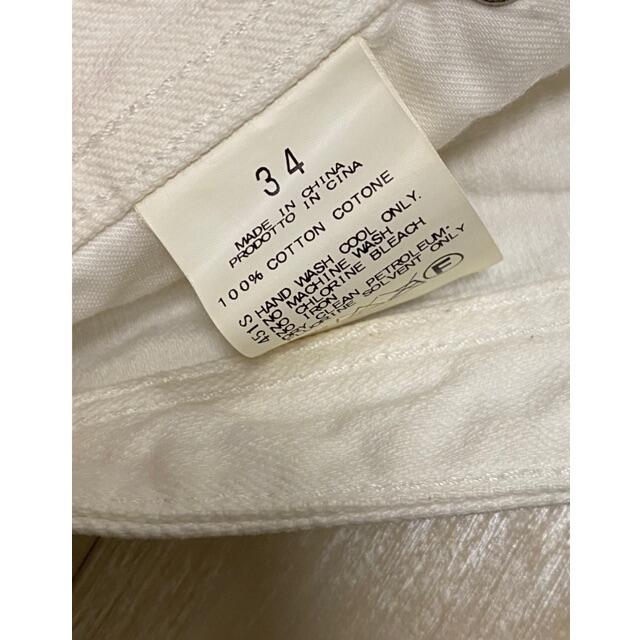 34
MADE IN CHINA
PRODOTTO IN CINA
100% COTTON COTONE
HAND WASH COOL ONLY.
NO MACHINE WASH
NO CHLORINE BLEACH
NO IRON
CLEAN PETROLEUM,
SOLVENT ONLY
F